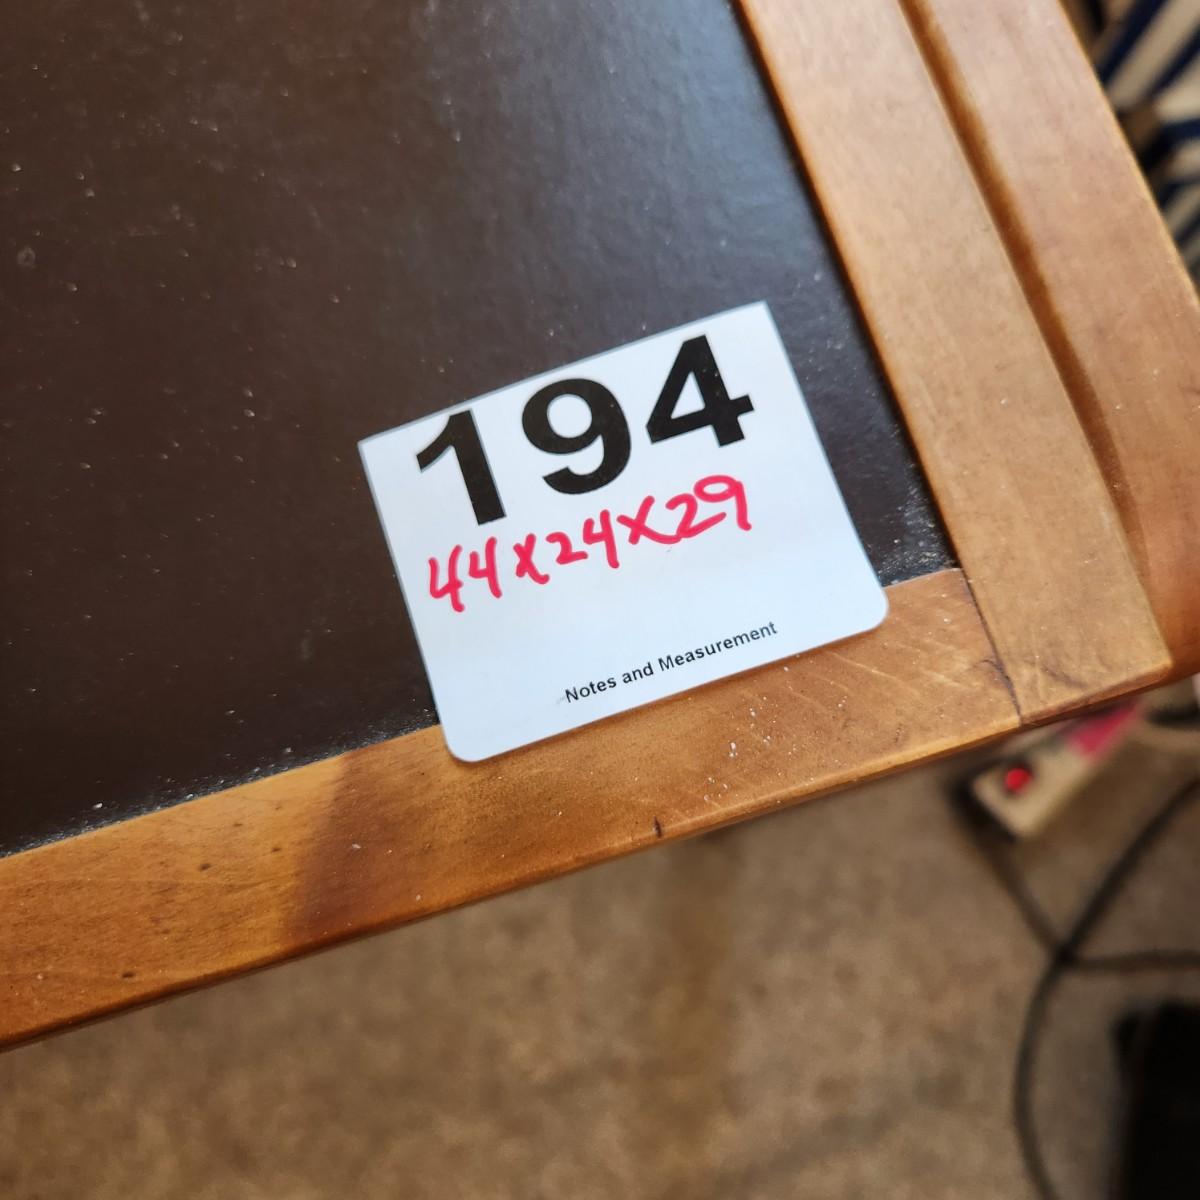 194
44x24x29
Notes and Measurement